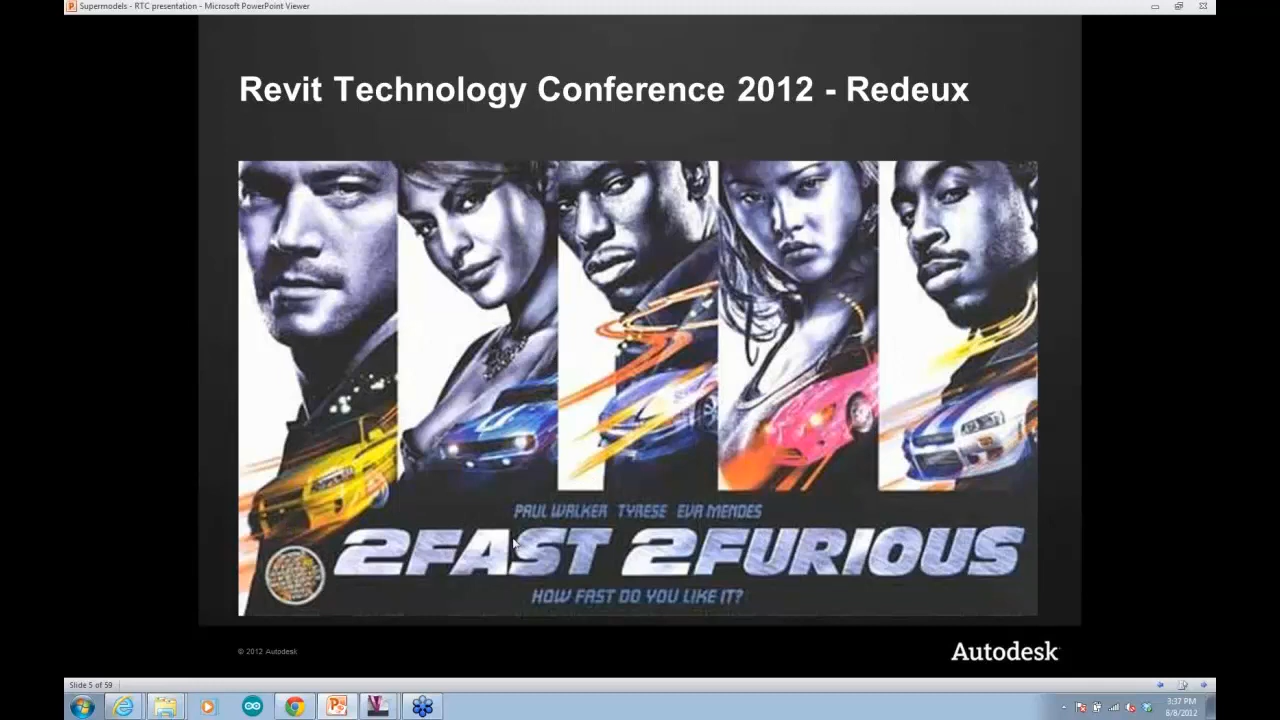 Supermodels - RTC presentation - Microsoft PowerPoint Viewer
Revit Technology Conference 2012 - Redeux
PAUL WALKER TYRESE EVA MENDES
2FAST 2FURIOUS
HOW FAST DO YOU LIKE IT?
© 2012 Autodesk
Autodesk
Slide 5 of 59
3:37 PM
8/8/2012